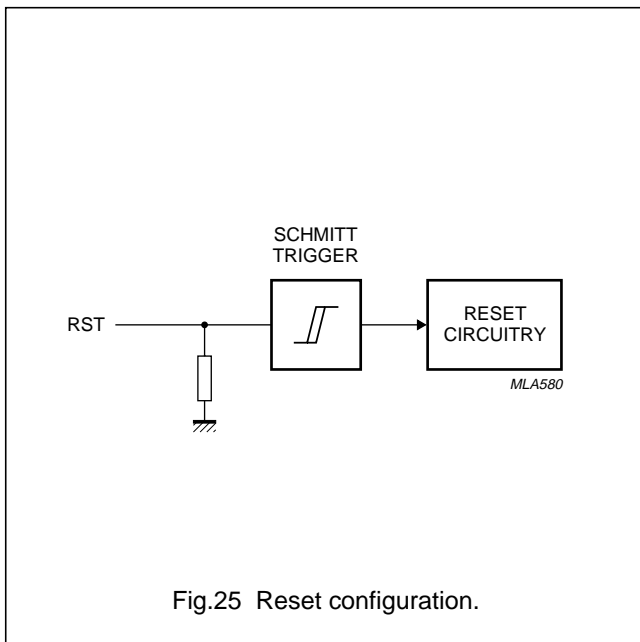 SCHMITT
TRIGGER
RST
RESET
CIRCUITRY
MLA580
Fig.25 Reset configuration.